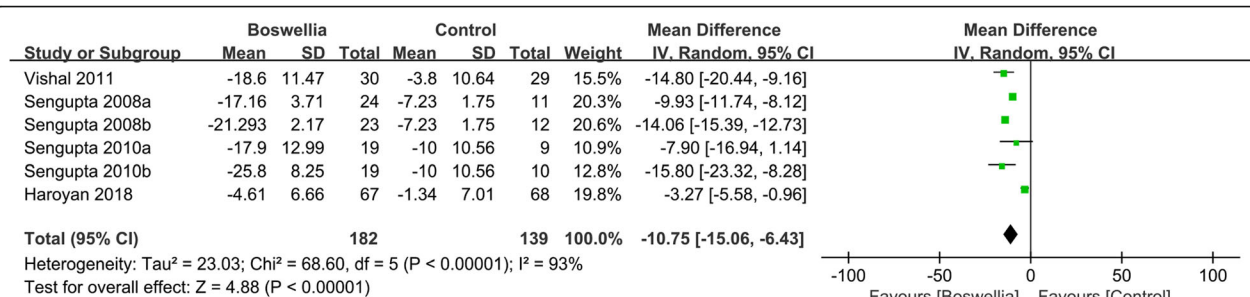 Boswellia Control Mean Difference Mean Difference
Study or Subgroup Mean SD Total Mean SD Total Weight IV, Random, 95% CI IV, Random, 95% CI
Vishal 2011 -18.6 11.47 30 -3.8 10.64 29 15.5% -14.80 [-20.44, -9.16]
Sengupta 2008a -17.16 3.71 24 -7.23 1.75 11 20.3% -9.93 [-11.74, -8.12]
Sengupta 2008b -21.293 2.17 23 -7.23 1.75 12 20.6% -14.06 [-15.39, -12.73]
Sengupta 2010a -17.9 12.99 19 -10 10.56 9 10.9% -7.90 [-16.94, 1.14]
Sengupta 2010b -25.8 8.25 19 -10 10.56 10 12.8% -15.80 [-23.32, -8.28]
Haroyan 2018 -4.61 6.66 67 -1.34 7.01 68 19.8% -3.27 [-5.58, -0.96]
Total (95% CI) 182 139 100.0% -10.75 [-15.06, -6.43]
Heterogeneity: Tau² = 23.03; Chi² = 68.60, df = 5 (P < 0.00001); I² = 93%
Test for overall effect: Z = 4.88 (P < 0.00001)
-100 -50 0 50 100
Favours [Boswellia] Favours [Control]